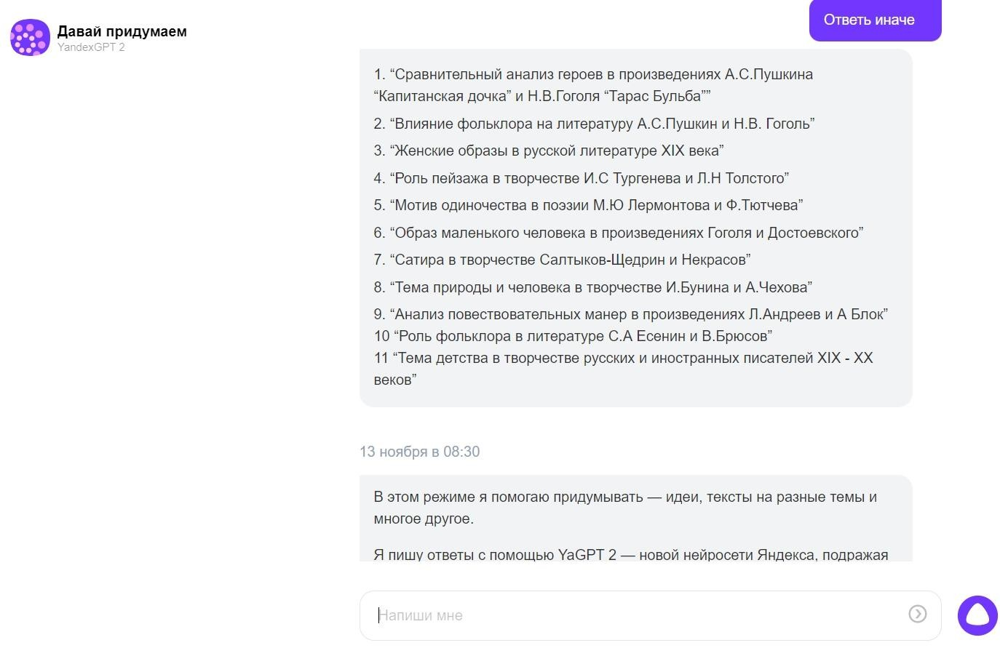 Давай придумаем
YandexGPT 2
Ответь иначе
1. “Сравнительный анализ героев в произведениях А.С.Пушкина
“Капитанская дочка” и Н.В.Гоголя “Тарас Бульба””
2. “Влияние фольклора на литературу А.С.Пушкин и Н.В. Гоголь”
3. “Женские образы в русской литературе XIX века”
4. “Роль пейзажа в творчестве И.С Тургенева и Л.Н Толстого”
5. “Мотив одиночества в поэзии М.Ю Лермонтова и Ф.Тютчева”
6. “Образ маленького человека в произведениях Гоголя и Достоевского”
7. “Сатира в творчестве Салтыков-Щедрин и Некрасов”
8. “Тема природы и человека в творчестве И.Бунина и А.Чехова”
9. “Анализ повествовательных манер в произведениях Л.Андреев и А Блок”
10 “Роль фольклора в литературе С.А Есенин и В.Брюсов”
11 “Тема детства в творчестве русских и иностранных писателей XIX - XX
веков”
13 ноября в 08:30
В этом режиме я помогаю придумывать — идеи, тексты на разные темы и
многое другое.
Я пишу ответы с помощью YaGPT 2 — новой нейросети Яндекса, подражая
Напиши мне